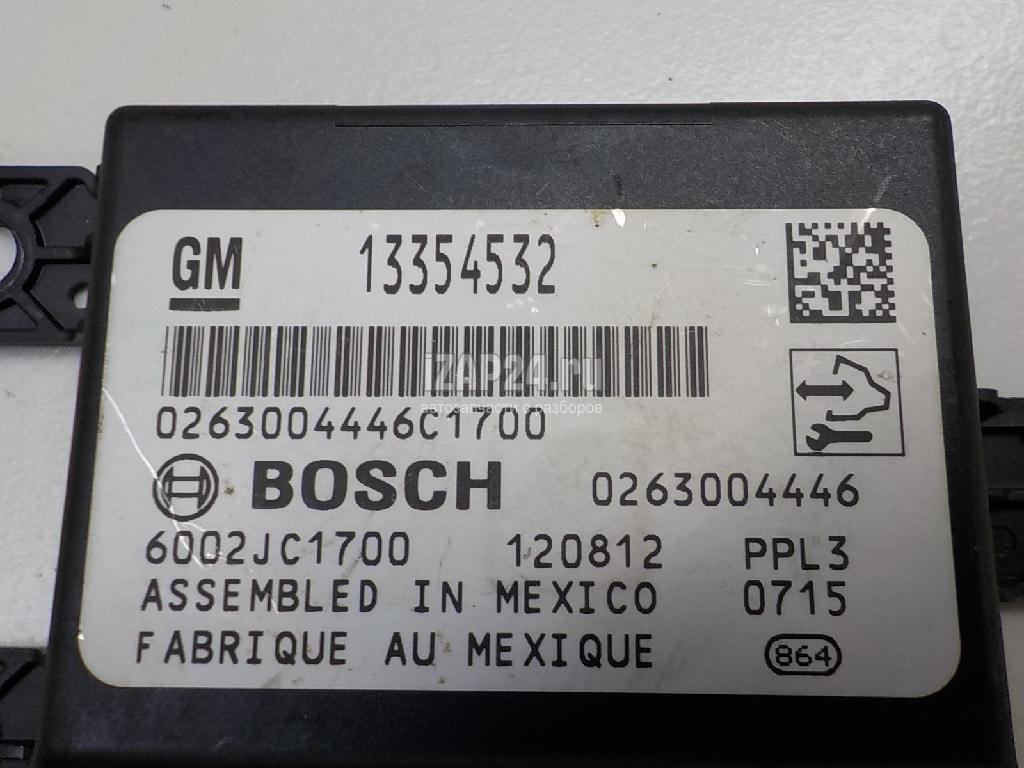 GM 13354532
iZAP24.ru
автозапчасти с разборов
0263004446C1700
BOSCH 0263004446
6002JC1700 120812 PPL3
ASSEMBLED IN MEXICO 0715
FABRIQUE AU MEXIQUE 864